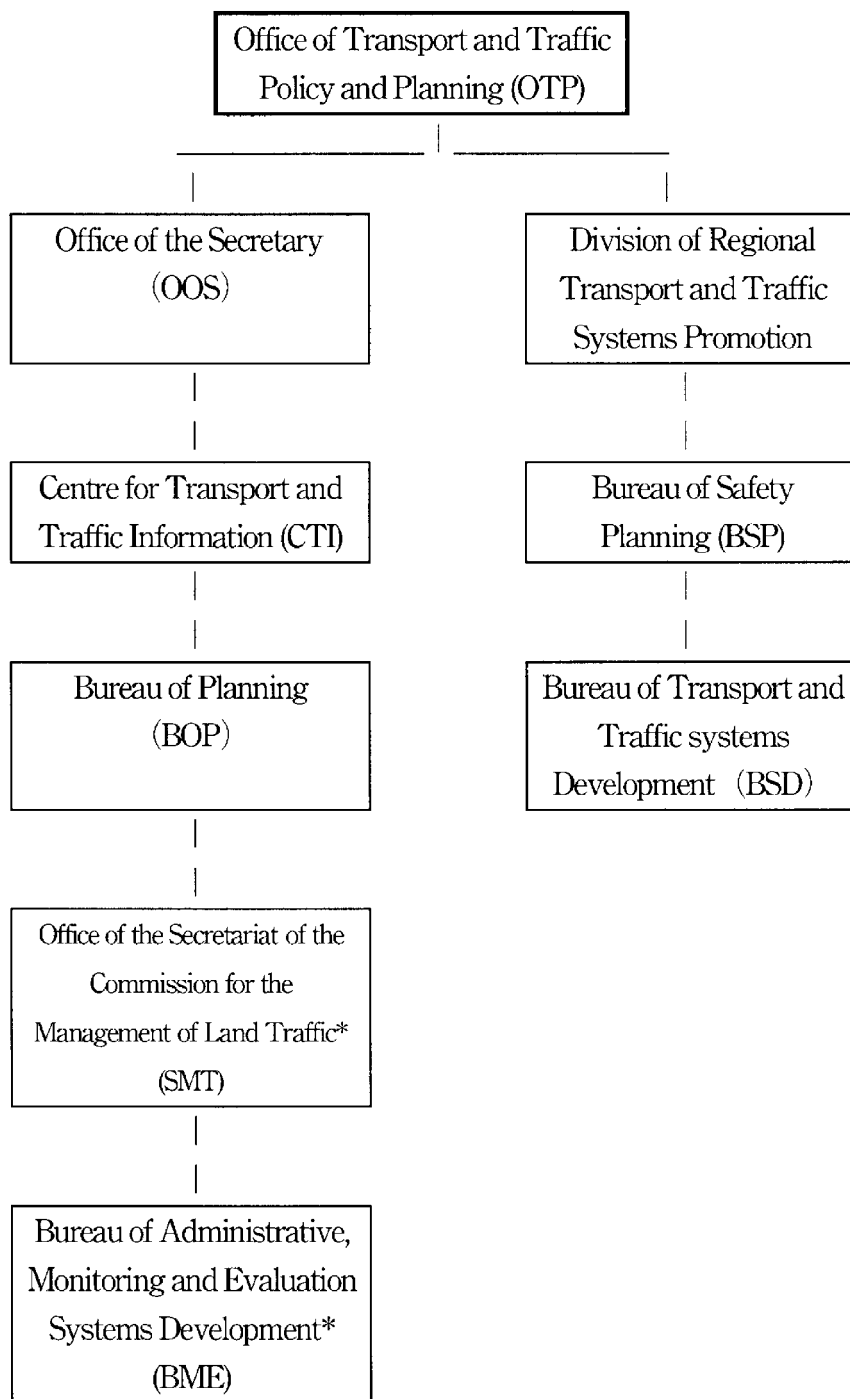 Office of Transport and Traffic
Policy and Planning (OTP)
Office of the Secretary
(OOS)
Centre for Transport and
Traffic Information (CTI)
Bureau of Planning
(BOP)
Office of the Secretariat of the
Commission for the
Management of Land Traffic*
(SMT)
Bureau of Administrative,
Monitoring and Evaluation
Systems Development*
(BME)
Division of Regional
Transport and Traffic
Systems Promotion
Bureau of Safety
Planning (BSP)
Bureau of Transport and
Traffic systems
Development (BSD)